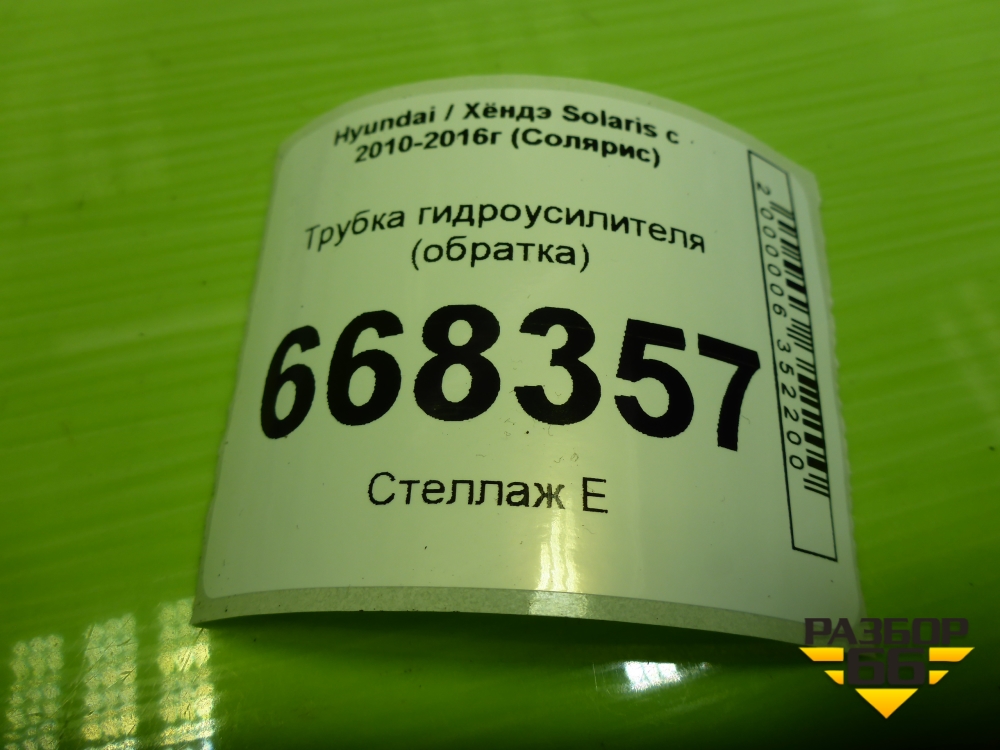 Hyundai / Хёндэ Solaris с
2010-2016г (Солярис)
Трубка гидроусилителя
(обратка)
668357
Стеллаж Е
2000006352200
РАЗБОР
66